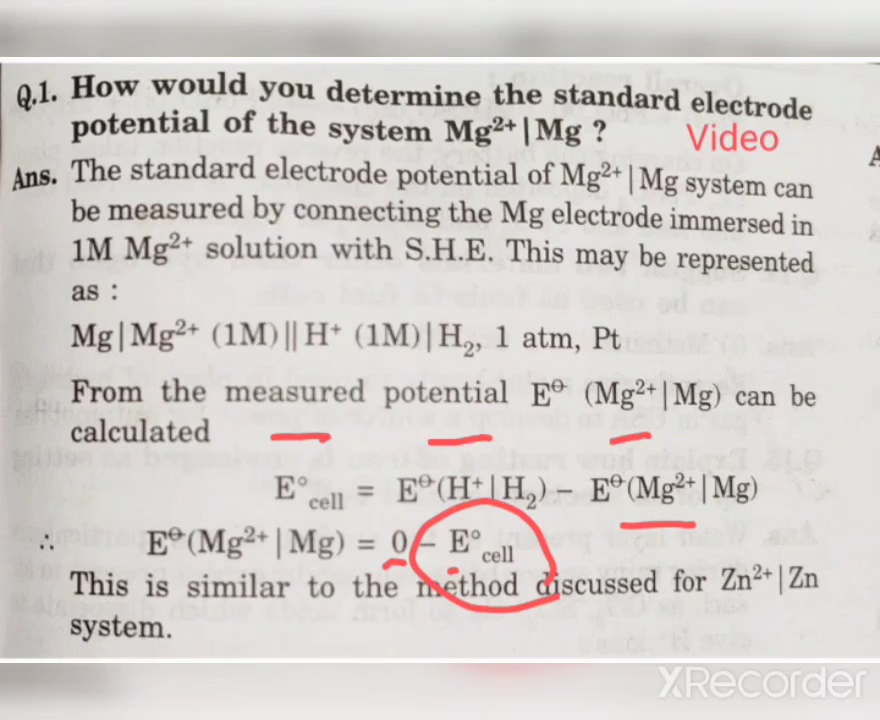 Q.1. How would you determine the standard electrode
potential of the system Mg²⁺ | Mg ? Video
Ans. The standard electrode potential of Mg²⁺ | Mg system can
be measured by connecting the Mg electrode immersed in
1M Mg²⁺ solution with S.H.E. This may be represented
as :
Mg | Mg²⁺ (1M) || H⁺ (1M) | H₂, 1 atm, Pt
From the measured potential E⊖ (Mg²⁺ | Mg) can be
calculated
E°cell = E⊖(H⁺ | H₂) – E⊖(Mg²⁺ | Mg)
∴ E⊖(Mg²⁺ | Mg) = 0 – E°cell
This is similar to the method discussed for Zn²⁺ | Zn
system.
XRecorder